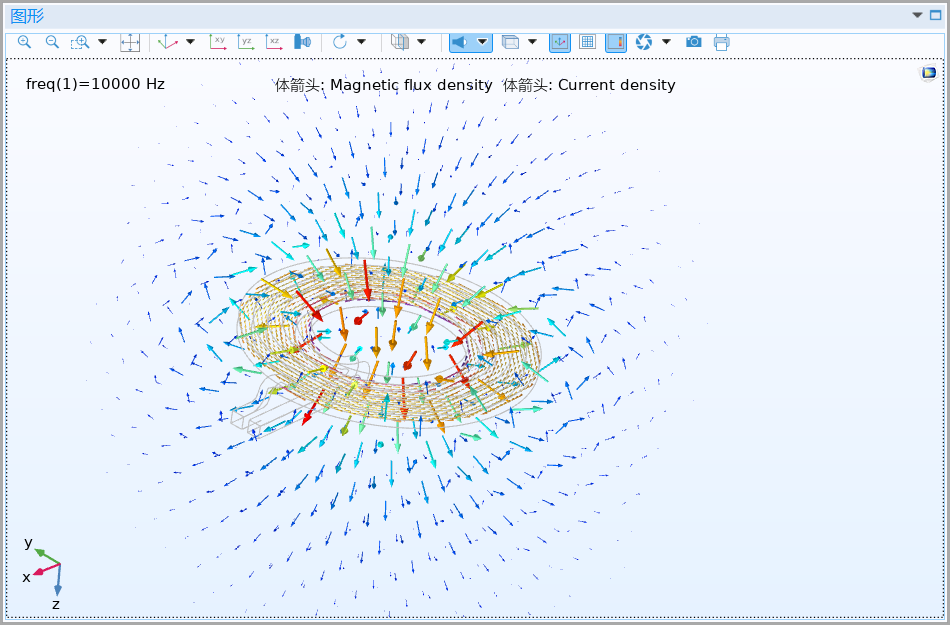 图形
xy yz xz
freq(1)=10000 Hz
体箭头: Magnetic flux density 体箭头: Current density
y
x
z